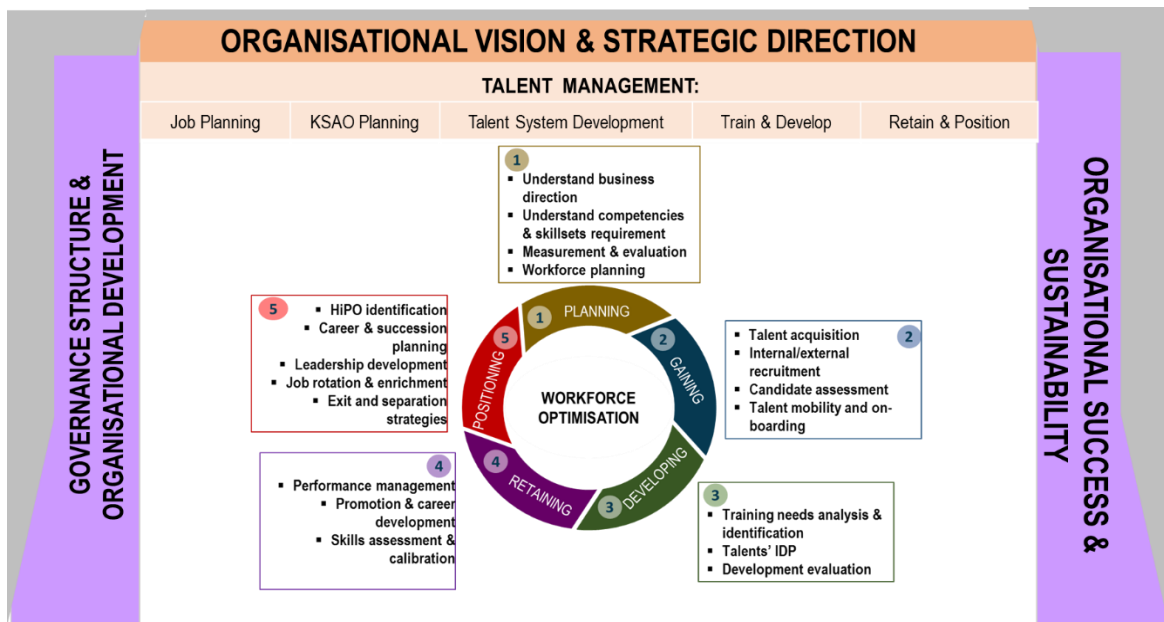 ORGANISATIONAL VISION & STRATEGIC DIRECTION
TALENT MANAGEMENT:
Job Planning
KSAO Planning
Talent System Development
Train & Develop
Retain & Position
GOVERNANCE STRUCTURE &
ORGANISATIONAL DEVELOPMENT
1
▪ Understand business
direction
▪ Understand competencies
& skillsets requirement
▪ Measurement & evaluation
▪ Workforce planning
5
▪ HiPO identification
▪ Career & succession
planning
▪ Leadership development
▪ Job rotation & enrichment
▪ Exit and separation
strategies
1 PLANNING
2 GAINING
3 DEVELOPING
4 RETAINING
5 POSITIONING
WORKFORCE
OPTIMISATION
2
▪ Talent acquisition
▪ Internal/external
recruitment
▪ Candidate assessment
▪ Talent mobility and on-
boarding
4
▪ Performance management
▪ Promotion & career
development
▪ Skills assessment &
calibration
3
▪ Training needs analysis &
identification
▪ Talents' IDP
▪ Development evaluation
ORGANISATIONAL SUCCESS &
SUSTAINABILITY